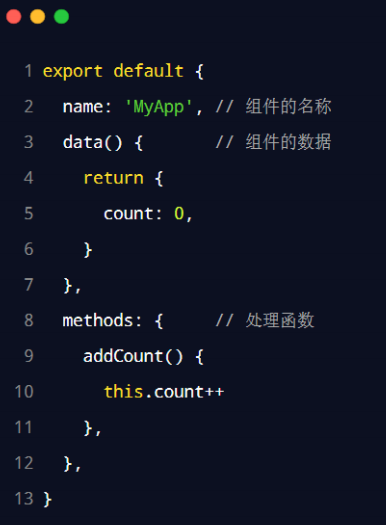 1 export default {
2   name: 'MyApp', // 组件的名称
3   data() {       // 组件的数据
4     return {
5       count: 0,
6     }
7   },
8   methods: {     // 处理函数
9     addCount() {
10       this.count++
11     },
12   },
13 }